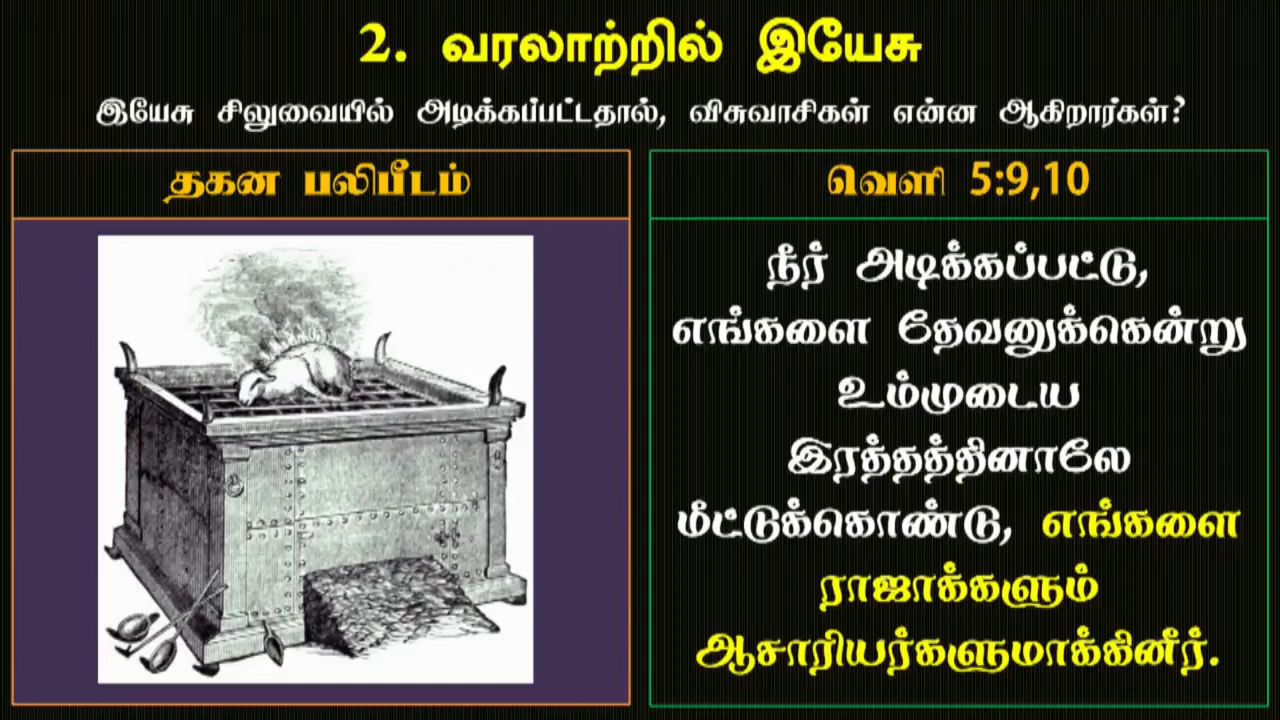 2. வரலாற்றில் இயேசு
இயேசு சிலுவையில் அடிக்கப்பட்டதால், விசுவாசிகள் என்ன ஆகிறார்கள்?
தகன பலிபீடம்
வெளி 5:9,10
நீர் அடிக்கப்பட்டு,
எங்களை தேவனுக்கென்று
உம்முடைய
இரத்தத்தினாலே
மீட்டுக்கொண்டு, எங்களை
ராஜாக்களும்
ஆசாரியர்களுமாக்கினீர்.